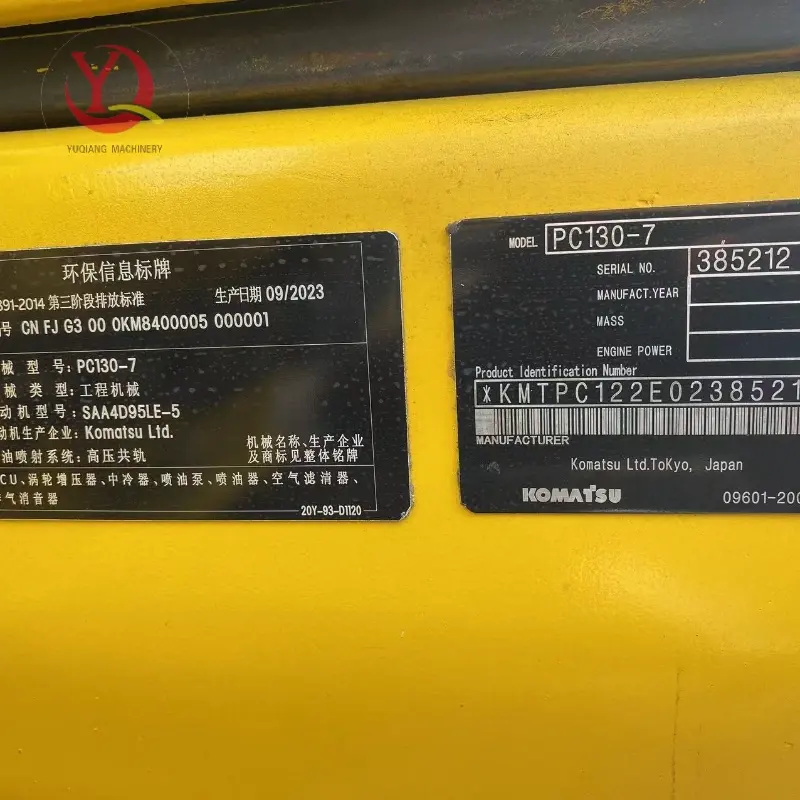 YUQIANG MACHINERY
环保信息标牌
891-2014 第三阶段排放标准
生产日期 09/2023
号 CN FJ G3 00 0KM8400005 000001
械 型 号: PC130-7
械 类 型: 工程机械
动机型号: SAA4D95LE-5
动机生产企业: Komatsu Ltd.
油喷射系统: 高压共轨
机械名称、生产企业
及商标见整体铭牌
CU、涡轮增压器、中冷器、喷油泵、喷油器、空气滤清器、
气消音器
20Y-93-D1120
MODEL PC130-7
SERIAL NO. 385212
MANUFACT.YEAR
MASS
ENGINE POWER
Product Identification Number
*KMTPC122E0238521
MANUFACTURER
Komatsu Ltd.ToKyo, Japan
KOMATSU
09601-200